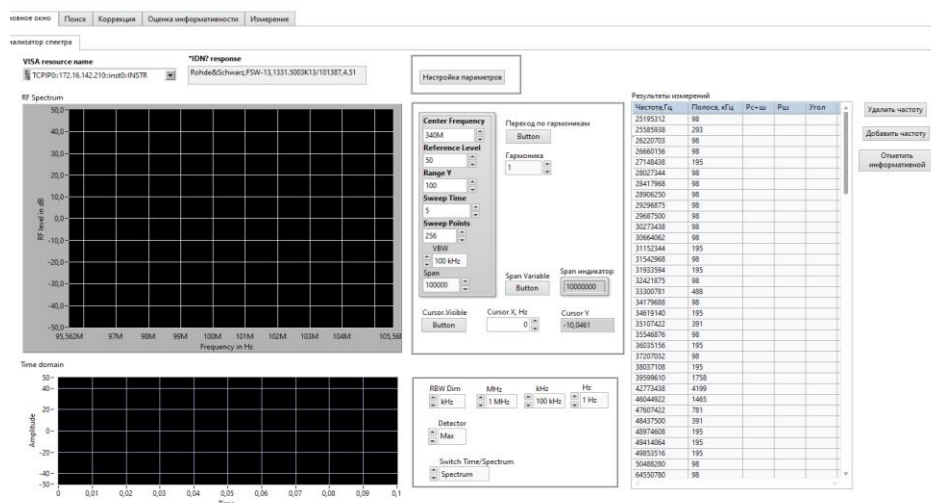 новное окно Поиск Коррекция Оценка информативности Измерение
нализатор спектра
VISA resource name
TCPIP0::172.16.142.210::inst0::INSTR
*IDN? response
Rohde&Schwarz,FSW-13,1331.5003K13/101387,4.51
Настройка параметров
RF Spectrum
RF level in dB
50,0
40,0
30,0
20,0
10,0
0,0
-10,0
-20,0
-30,0
-40,0
-50,0
95,562M 97M 98M 99M 100M 101M 102M 103M 104M 105,56
Frequency in Hz
Center Frequency
340M
Reference Level
50
Range Y
100
Sweep Time
5
Sweep Points
256
VBW
100 kHz
Span
100000
Переход по гармоникам
Button
Гармоника
1
Span Variable
Button
Span индикатор
10000000
Cursor.Visible
Button
Cursor X, Hz
0
Cursor Y
-10,0461
Time domain
Amplitude
50
40
20
0
-20
-40
-50
0 0,01 0,02 0,03 0,04 0,05 0,06 0,07 0,08 0,09 0,1
Time
RBW Dim
kHz
MHz
1 MHz
kHz
100 kHz
Hz
1 Hz
Detector
Max
Switch Time/Spectrum
Spectrum
Результаты измерений
Частота,Гц Полоса, кГц Рс+ш Рш Угол
25195312 98
25585938 293
26220703 98
26660156 98
27148438 195
28027344 98
28417968 98
28906250 98
29296875 98
29687500 98
30273438 98
30664062 98
31152344 195
31542968 98
31933594 195
32421875 98
33300781 488
34179688 98
34619140 195
35107422 391
35546876 98
36035156 195
37207032 98
38037108 195
39599610 1758
42773438 4199
46044922 1465
47607422 781
48437500 391
48974608 195
49414064 195
49853516 195
50488280 98
64550780 98
Удалить частоту
Добавить частоту
Отметить
информативной